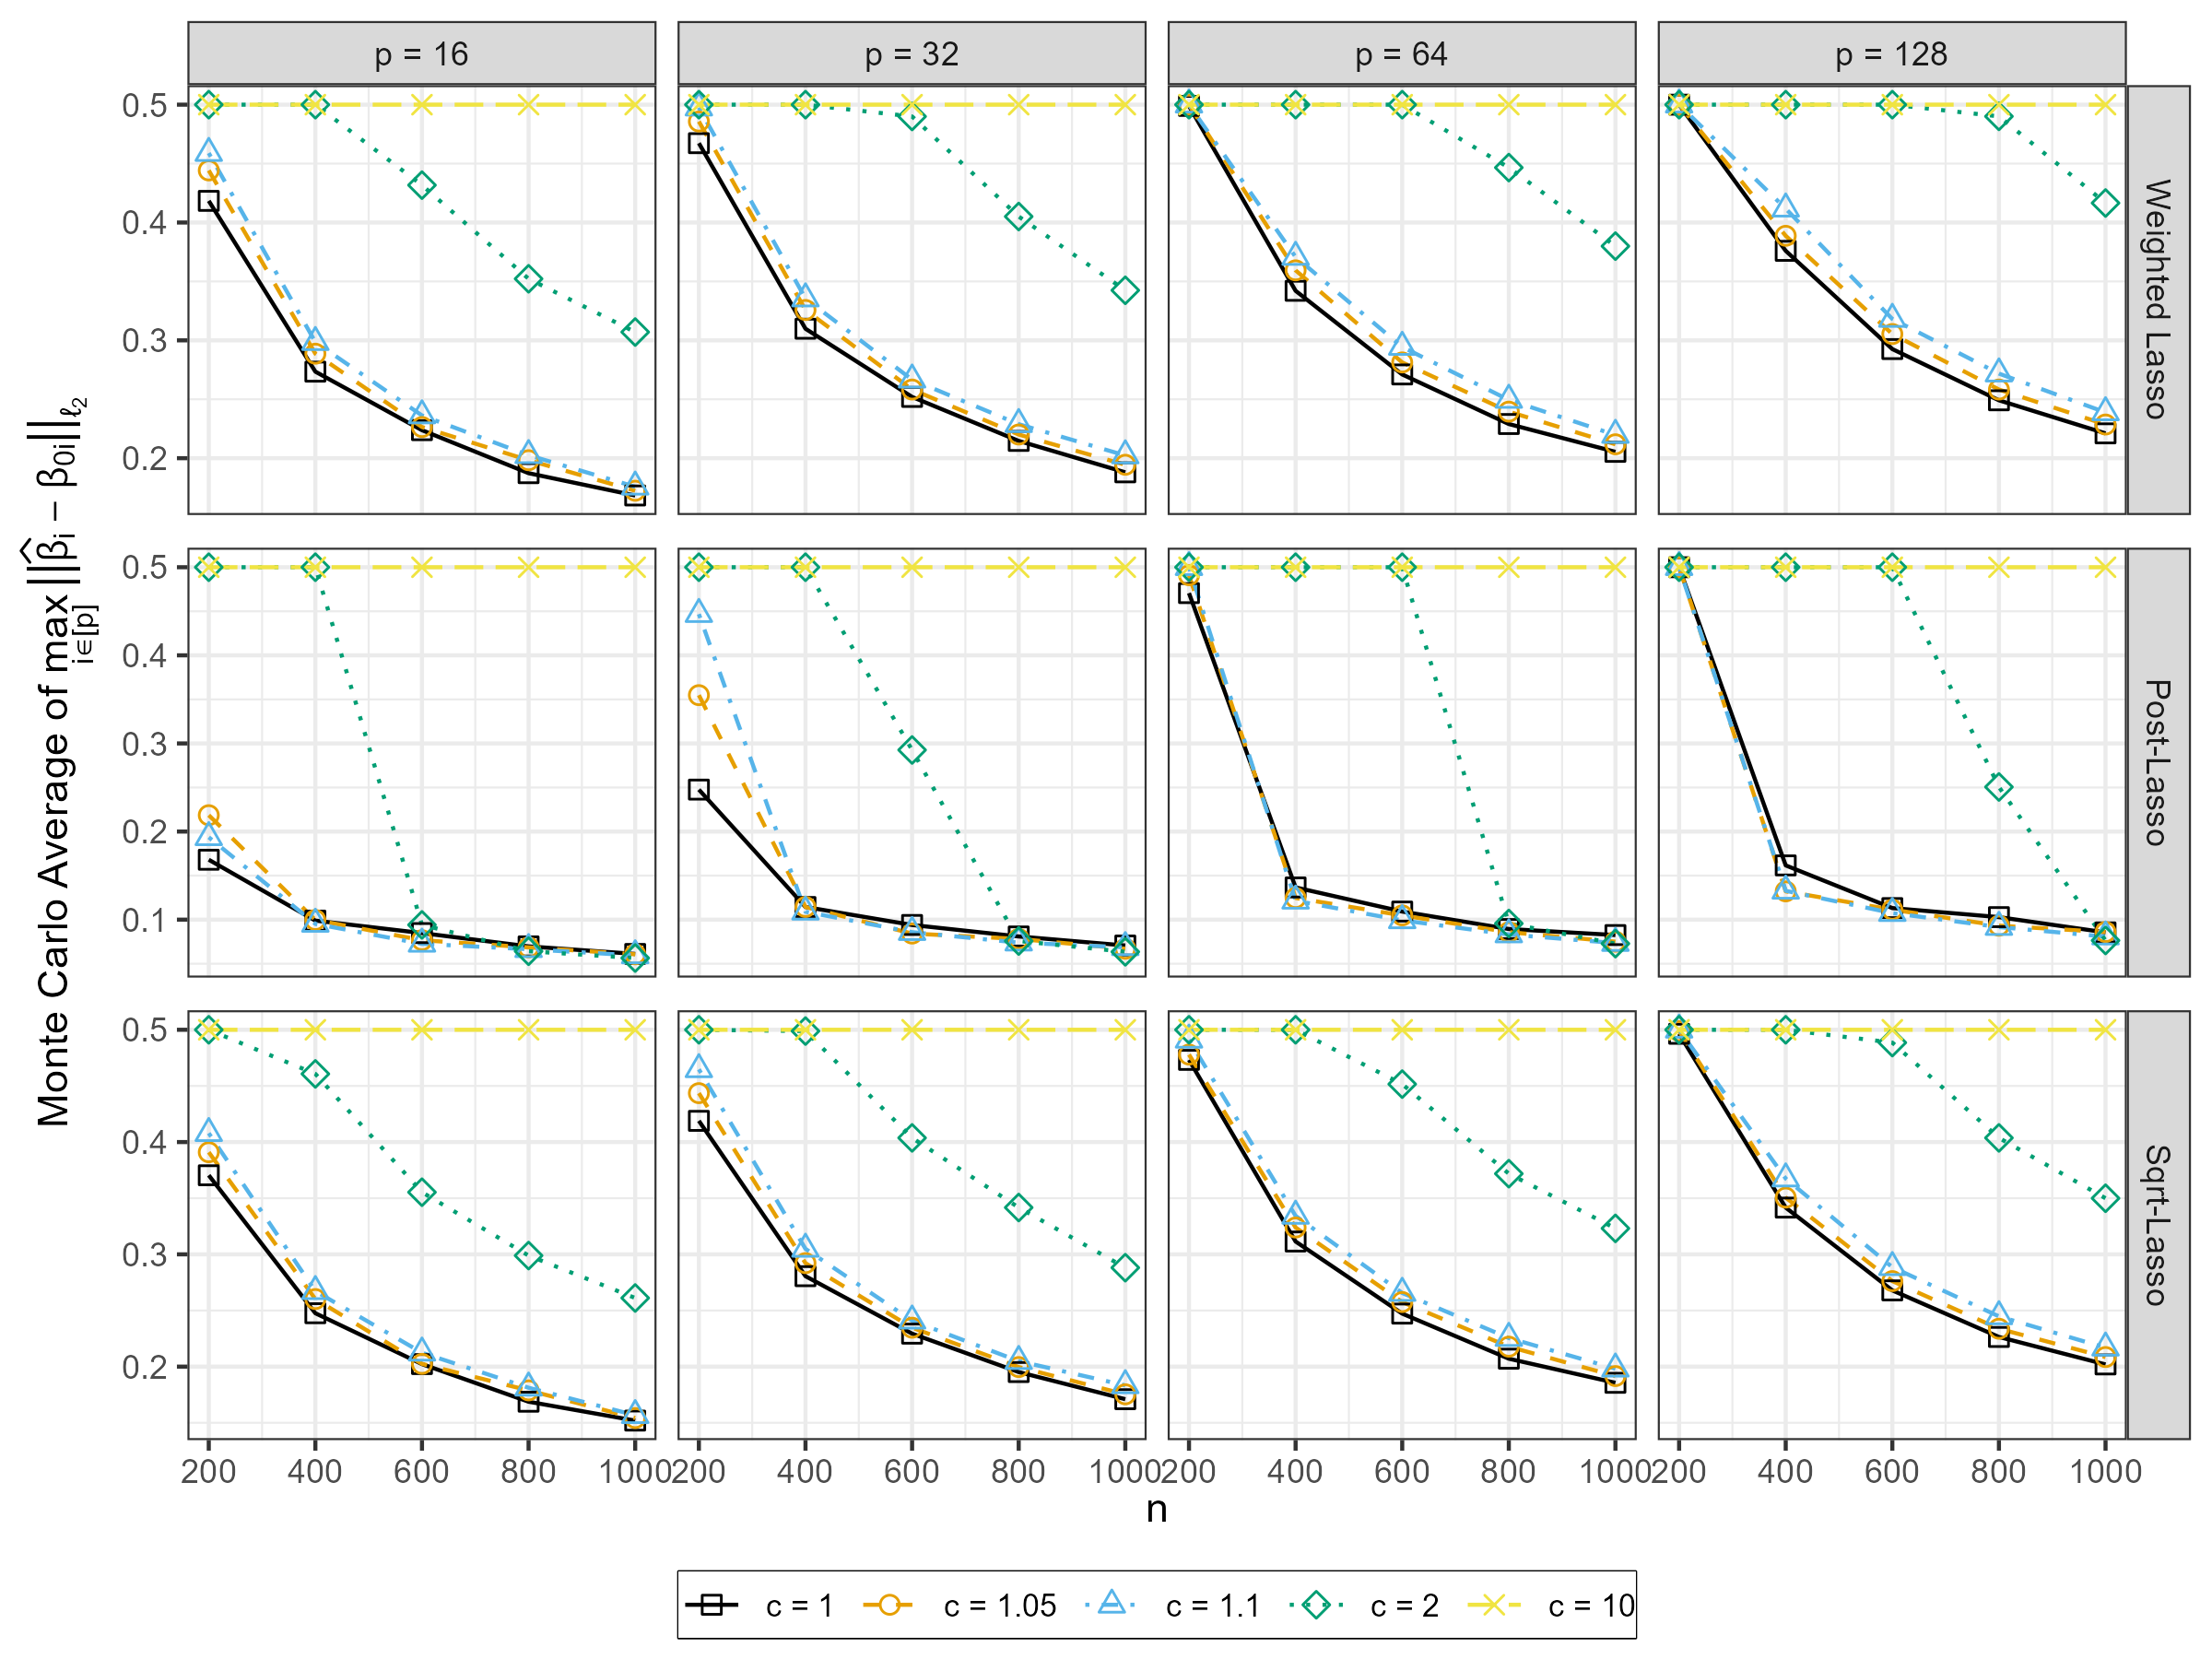 p = 16
p = 32
p = 64
p = 128
Monte Carlo Average of max i∈[p] ||β̂i − β0i||ℓ2
0.5
0.4
0.3
0.2
Weighted Lasso
0.5
0.4
0.3
0.2
0.1
Post-Lasso
0.5
0.4
0.3
0.2
Sqrt-Lasso
200 400 600 800 1000
200 400 600 800 1000
200 400 600 800 1000
200 400 600 800 1000
n
c = 1 c = 1.05 c = 1.1 c = 2 c = 10